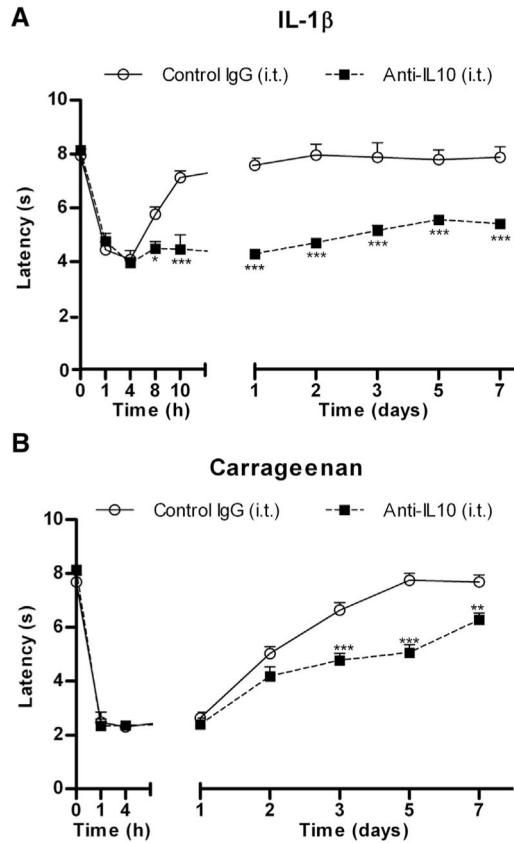 A
IL-1β
Control IgG (i.t.) Anti-IL10 (i.t.)
10
8
6
4
2
0
Latency (s)
* *** *** *** *** *** ***
0 1 4 8 10 1 2 3 5 7
Time (h) Time (days)
B
Carrageenan
Control IgG (i.t.) Anti-IL10 (i.t.)
10
8
6
4
2
0
Latency (s)
*** *** **
0 1 4 1 2 3 5 7
Time (h) Time (days)